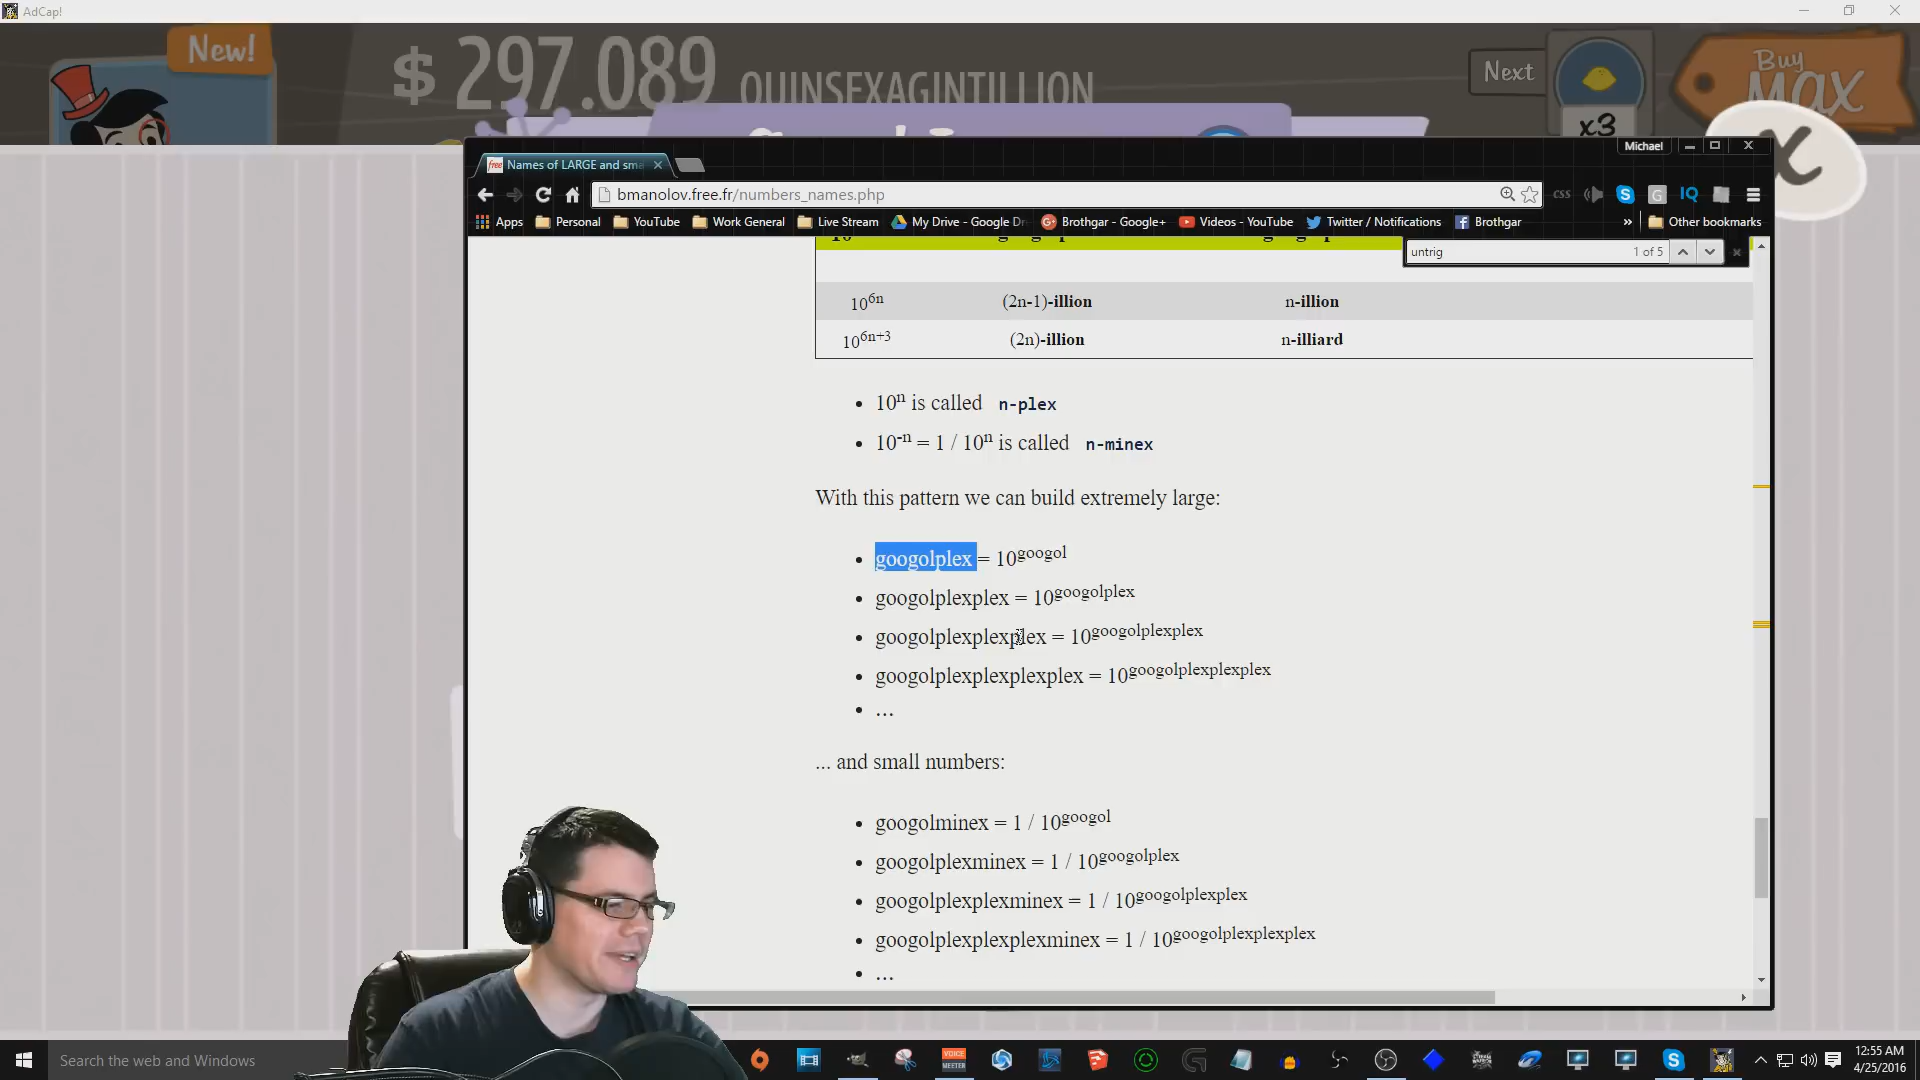 AdCap!
New!
$ 297.089 QUINSEXAGINTILLION
Next
x3
Buy
Max
Michael
free Names of LARGE and sma
bmanolov.free.fr/numbers_names.php
css
IQ
Apps Personal YouTube Work General Live Stream My Drive - Google Dr Brothgar - Google+ Videos - YouTube Twitter / Notifications Brothgar » Other bookmarks
untrig 1 of 5
10^6n (2n-1)-illion n-illion
10^6n+3 (2n)-illion n-illiard
• 10^n is called n-plex
• 10^-n = 1 / 10^n is called n-minex
With this pattern we can build extremely large:
• googolplex = 10^googol
• googolplexplex = 10^googolplex
• googolplexplexplex = 10^googolplexplex
• googolplexplexplexplex = 10^googolplexplexplex
• ...
... and small numbers:
• googolminex = 1 / 10^googol
• googolplexminex = 1 / 10^googolplex
• googolplexplexminex = 1 / 10^googolplexplex
• googolplexplexplexminex = 1 / 10^googolplexplexplex
• ...
Search the web and Windows
VOICE
MEETER
12:55 AM
4/25/2016